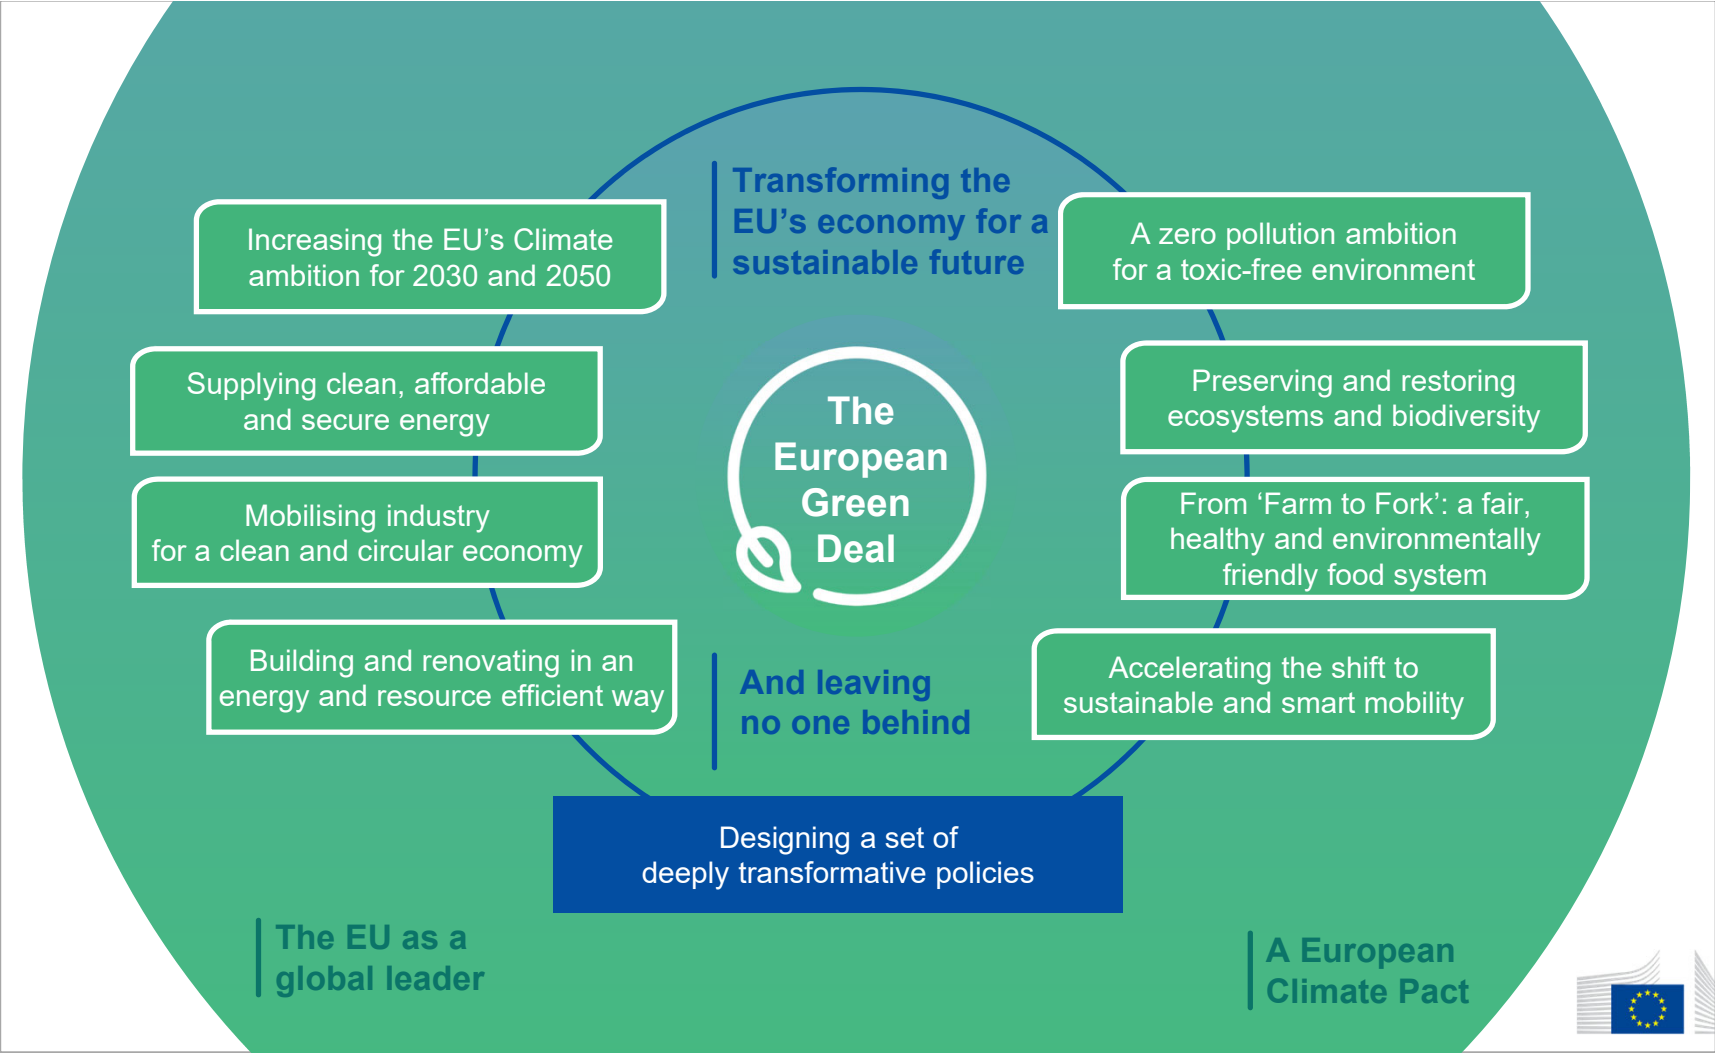 Transforming the
EU’s economy for a
sustainable future
Increasing the EU’s Climate
ambition for 2030 and 2050
Supplying clean, affordable
and secure energy
Mobilising industry
for a clean and circular economy
Building and renovating in an
energy and resource efficient way
The
European
Green
Deal
A zero pollution ambition
for a toxic-free environment
Preserving and restoring
ecosystems and biodiversity
From ‘Farm to Fork’: a fair,
healthy and environmentally
friendly food system
Accelerating the shift to
sustainable and smart mobility
And leaving
no one behind
Designing a set of
deeply transformative policies
The EU as a
global leader
A European
Climate Pact